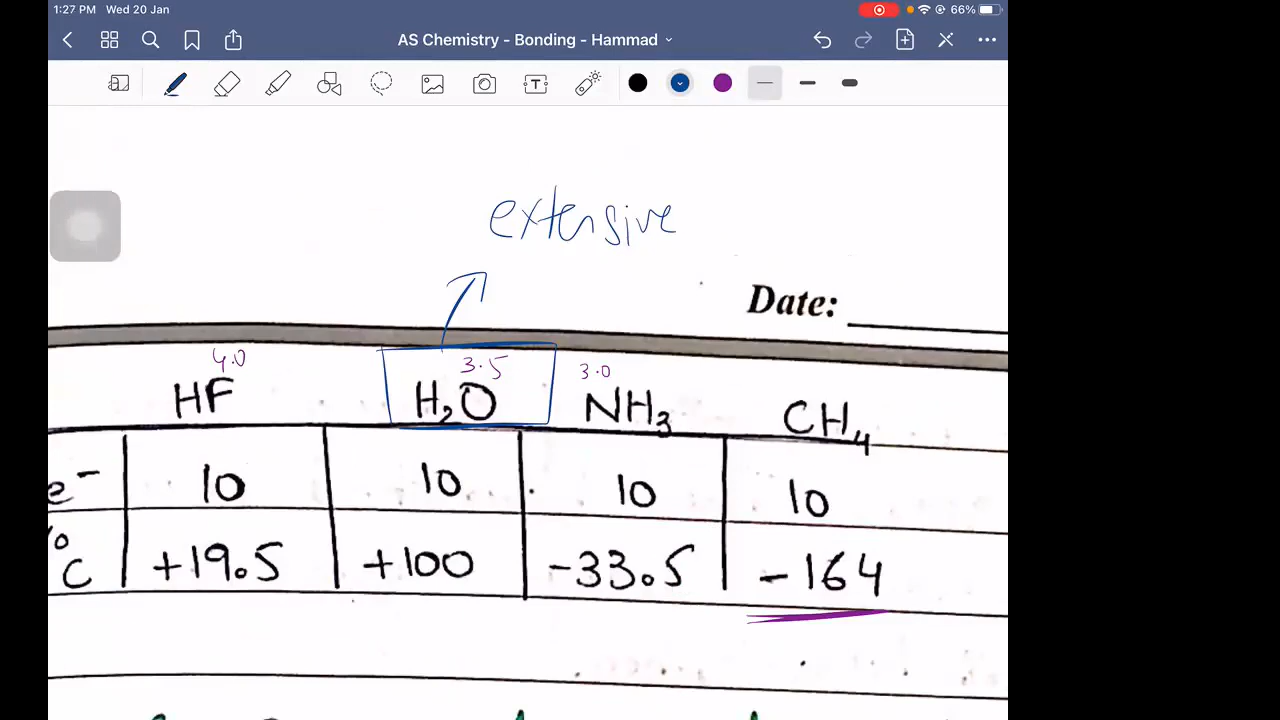 1:27 PM Wed 20 Jan
66%
AS Chemistry - Bonding - Hammad
T
extensive
Date:
4.0 3.5 3.0
HF H₂O NH₃ CH₄
e⁻ 10 10 10 10
°C +19.5 +100 -33.5 -164